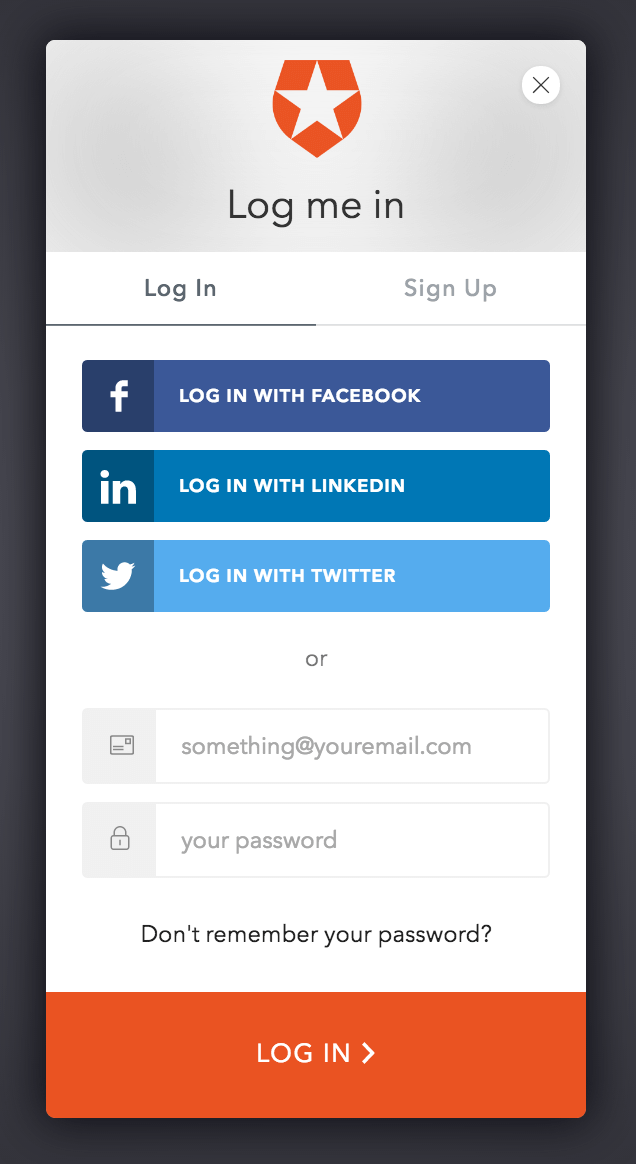 Log me in
Log In
Sign Up
LOG IN WITH FACEBOOK
LOG IN WITH LINKEDIN
LOG IN WITH TWITTER
or
something@youremail.com
your password
Don't remember your password?
LOG IN